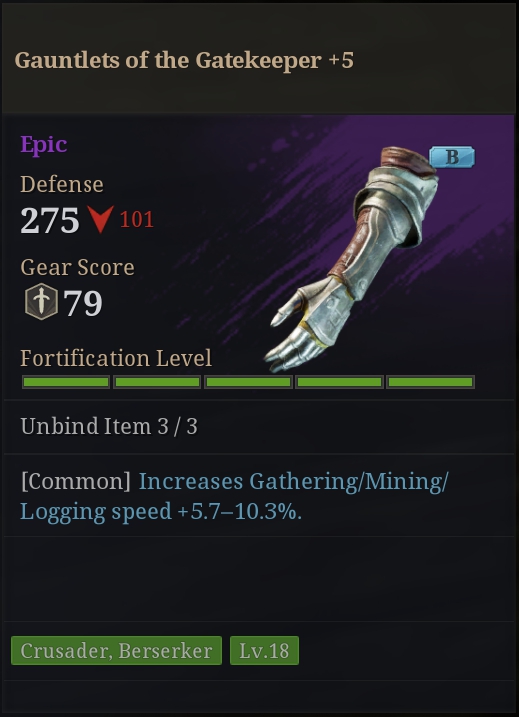 Gauntlets of the Gatekeeper +5
Epic
B
Defense
275 101
Gear Score
79
Fortification Level
Unbind Item 3 / 3
[Common] Increases Gathering/Mining/
Logging speed +5.7–10.3%.
Crusader, Berserker Lv.18